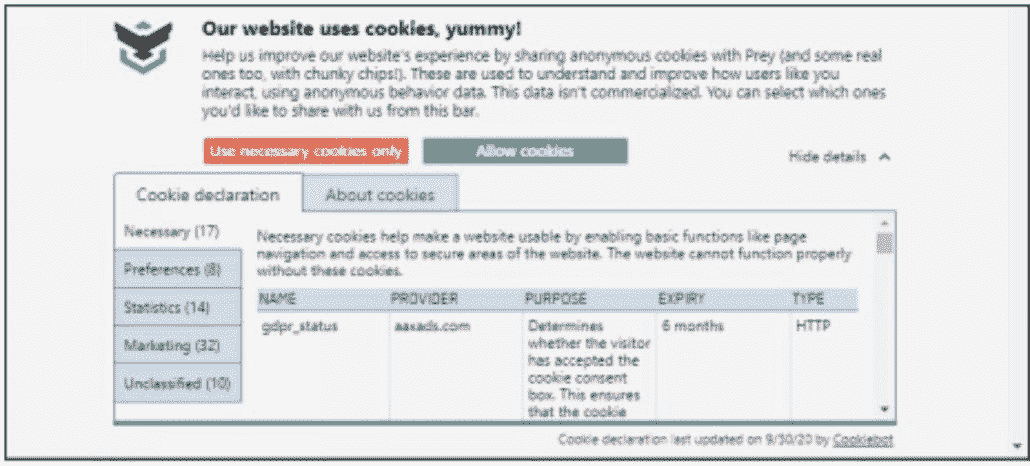 Our website uses cookies, yummy!
Help us improve our website's experience by sharing anonymous cookies with Prey (and some real
ones too, with chunky chips!). These are used to understand and improve how users like you
interact, using anonymous behavior data. This data isn't commercialized. You can select which ones
you'd like to share with us from this bar.
Use necessary cookies only
Allow cookies
Hide details
Cookie declaration
About cookies
Necessary (17)
Preferences (8)
Statistics (14)
Marketing (32)
Unclassified (10)
Necessary cookies help make a website usable by enabling basic functions like page
navigation and access to secure areas of the website. The website cannot function properly
without these cookies.
NAME PROVIDER PURPOSE EXPIRY TYPE
gdpr_status aaxads.com Determines 6 months HTTP
whether the visitor
has accepted the
cookie consent
box. This ensures
that the cookie
Cookie declaration last updated on 9/30/20 by Cookiebot